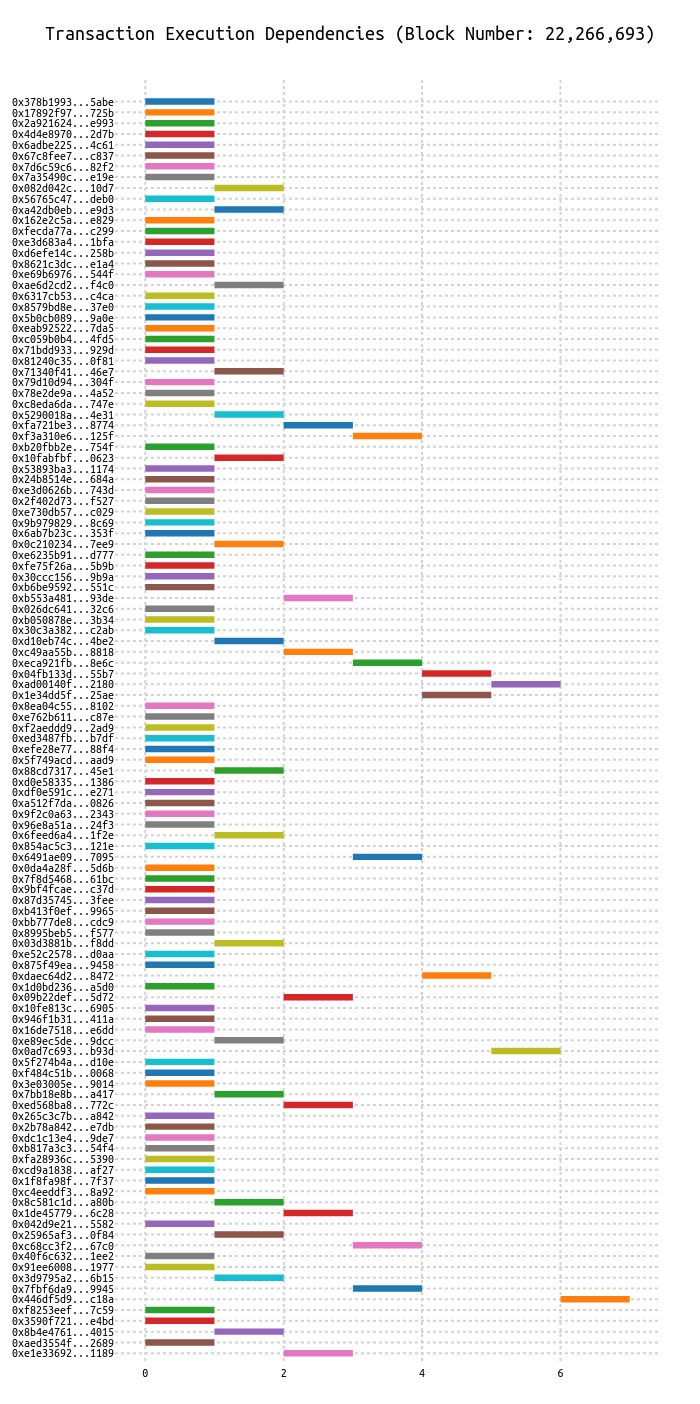 Transaction Execution Dependencies (Block Number: 22,266,693)
0x378b1993...5abe
0x17892f97...725b
0x2a921624...e993
0x4d4e8970...2d7b
0x6adbe225...4c61
0x67c8fee7...c837
0x7d6c59c6...82f2
0x7a35490c...e19e
0x082d042c...10d7
0x56765c47...deb0
0xa42db0eb...e9d3
0x162e2c5a...e829
0xfecda77a...c299
0xe3d683a4...1bfa
0xd6efe14c...258b
0x8621c3dc...e1a4
0xe69b6976...544f
0xae6d2cd2...f4c0
0x6317cb53...c4ca
0x8579bd8e...37e0
0x5b0cb089...9a0e
0xeab92522...7da5
0xc059b0b4...4fd5
0x71bdd933...929d
0x81240c35...0f81
0x71340f41...46e7
0x79d10d94...304f
0x78e2de9a...4a52
0xc8eda6da...747e
0x5290018a...4e31
0xfa721be3...8774
0xf3a310e6...125f
0xb20fbb2e...754f
0x10fabfbf...0623
0x53893ba3...1174
0x24b8514e...684a
0xe3d0626b...743d
0x2f402d73...f527
0xe730db57...c029
0x9b979829...8c69
0x6ab7b23c...353f
0x0c210234...7ee9
0xe6235b91...d777
0xfe75f26a...5b9b
0x30ccc156...9b9a
0xb6be9592...551c
0xb553a481...93de
0x026dc641...32c6
0xb050878e...3b34
0x30c3a382...c2ab
0xd10eb74c...4be2
0xc49aa55b...8818
0xeca921fb...8e6c
0x04fb133d...55b7
0xad00140f...2180
0x1e34dd5f...25ae
0x8ea04c55...8102
0xe762b611...c87e
0xf2aeddd9...2ad9
0xed3487fb...b7df
0xefe28e77...88f4
0x5f749acd...aad9
0x88cd7317...45e1
0xd0e58335...1386
0xdf0e591c...e271
0xa512f7da...0826
0x9f2c0a63...2343
0x96e8a51a...24f3
0x6feed6a4...1f2e
0x854ac5c3...121e
0x6491ae09...7095
0x0da4a28f...5d6b
0x7f8d5468...61bc
0x9bf4fcae...c37d
0x87d35745...3fee
0xb413f0ef...9965
0xbb777de8...cdc9
0x8995beb5...f577
0x03d3881b...f8dd
0xe52c2578...d0aa
0x875f49ea...9458
0xdaec64d2...8472
0x1d0bd236...a5d0
0x09b22def...5d72
0x10fe813c...6905
0x946f1b31...411a
0x16de7518...e6dd
0xe89ec5de...9dcc
0x0ad7c693...b93d
0x5f274b4a...d10e
0xf484c51b...0068
0x3e03005e...9014
0x7bb18e8b...a417
0xed568ba8...772c
0x265c3c7b...a842
0x2b78a842...e7db
0xdc1c13e4...9de7
0xb817a3c3...54f4
0xfa28936c...5390
0xcd9a1838...af27
0x1f8fa98f...7f37
0xc4eeddf3...8a92
0x8c581c1d...a80b
0x1de45779...6c28
0x042d9e21...5582
0x25965af3...0f84
0xc68cc3f2...67c0
0x40f6c632...1ee2
0x91ee6008...1977
0x3d9795a2...6b15
0x7fbf6da9...9945
0x446df5d9...c18a
0xf8253eef...7c59
0x3590f721...e4bd
0x8b4e4761...4015
0xaed3554f...2689
0xe1e33692...1189
0 2 4 6